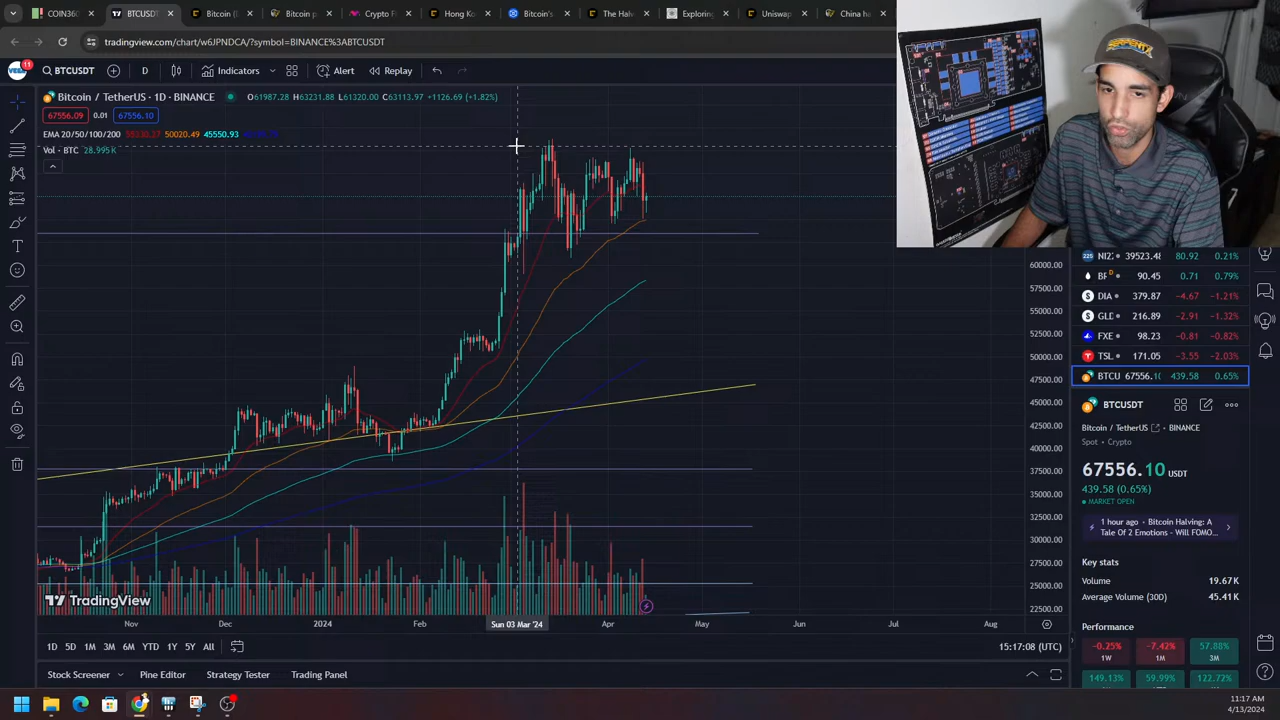 COIN360
BTCUSDT
Bitcoin (
Bitcoin p
Crypto F
Hong Ko
Bitcoin's
The Halv
Exploring
Uniswap
China ha
tradingview.com/chart/w6JPNDCA/?symbol=BINANCE%3ABTCUSDT
SERPENTZ
11
BTCUSDT
D
Indicators
Alert
Replay
Bitcoin / TetherUS · 1D · BINANCE
O61987.28 H63231.88 L61320.00 C63113.97 +1126.69 (+1.82%)
67556.09 0.01 67556.10
EMA 20/50/100/200 50020.49 45550.93
Vol · BTC 28.995 K
60000.00
57500.00
55000.00
52500.00
50000.00
47500.00
45000.00
42500.00
40000.00
37500.00
35000.00
32500.00
30000.00
27500.00
25000.00
22500.00
TradingView
Nov
Dec
2024
Feb
Sun 03 Mar '24
Apr
May
Jun
Jul
Aug
1D 5D 1M 3M 6M YTD 1Y 5Y All
15:17:08 (UTC)
Stock Screener
Pine Editor
Strategy Tester
Trading Panel
225 NI2 39523.48 80.92 0.21%
D 90.45 0.71 0.79%
DIA 379.87 −4.67 −1.21%
GLD 216.89 −2.91 −1.32%
FXE 98.23 −0.81 −0.82%
TSL 171.05 −3.55 −2.03%
BTCU 67556.10 439.58 0.65%
BTCUSDT
Bitcoin / TetherUS BINANCE
Spot • Crypto
67556.10 USDT
439.58 (0.65%)
MARKET OPEN
1 hour ago • Bitcoin Halving: A
Tale Of 2 Emotions - Will FOMO...
Key stats
Volume 19.67 K
Average Volume (30D) 45.41 K
Performance
−0.25%
1W
−7.42%
1M
57.88%
3M
149.13%
59.99%
122.72%
11:17 AM
4/13/2024